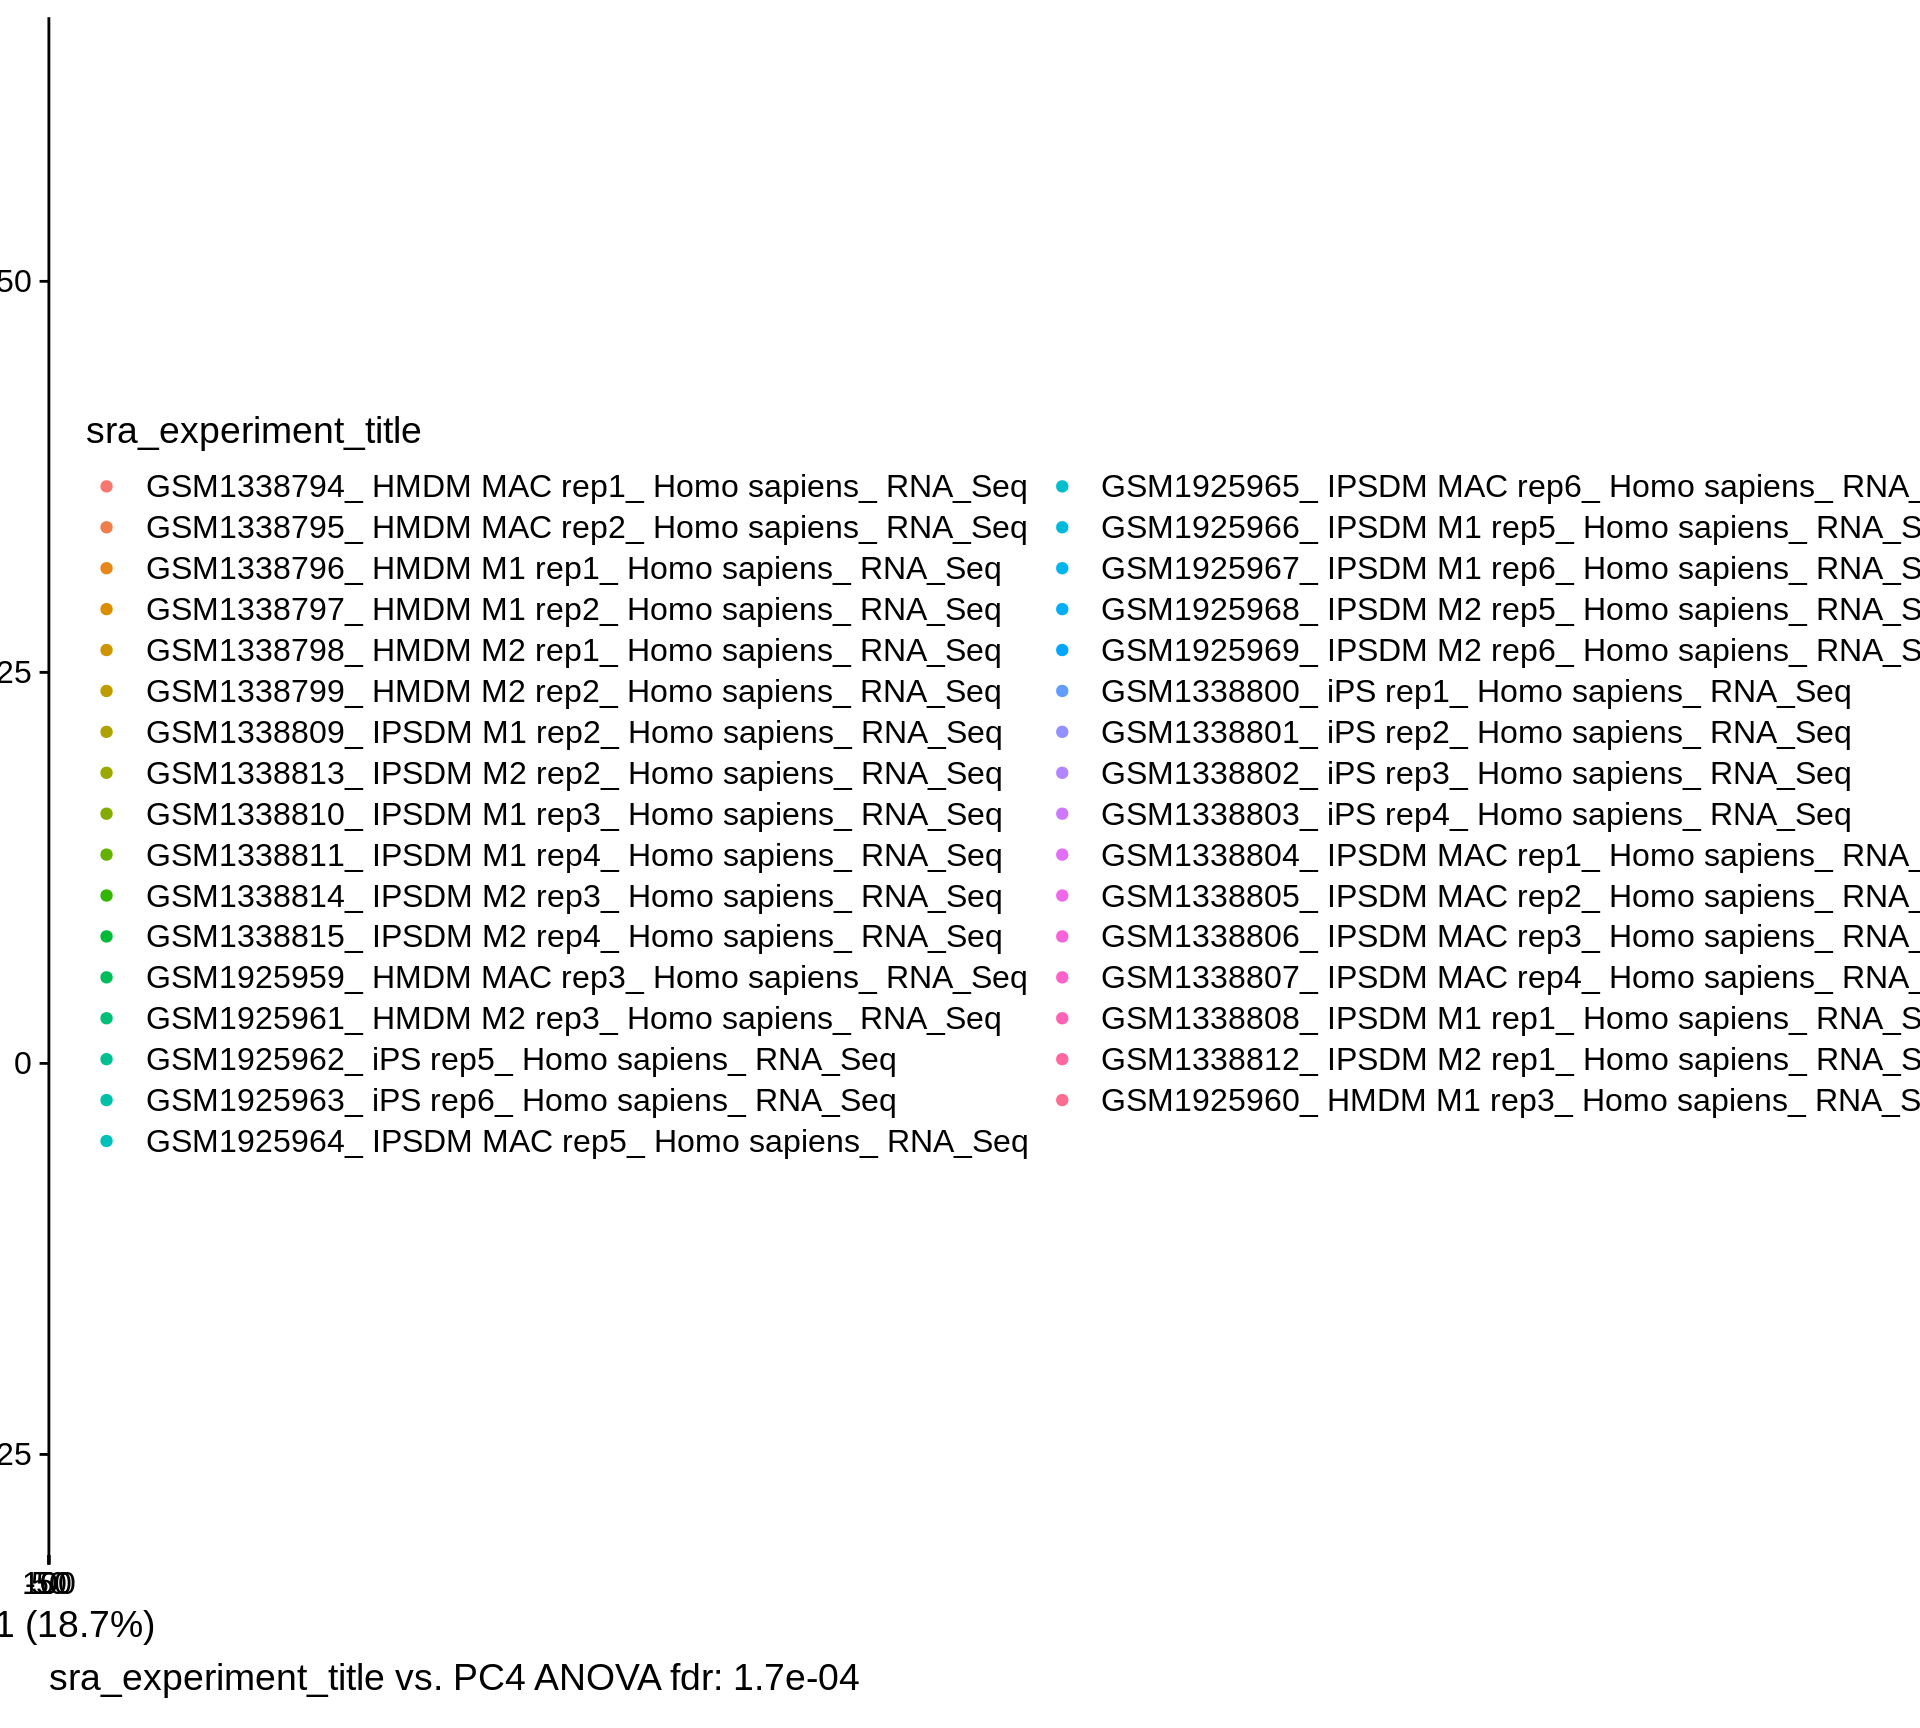 50
sra_experiment_title
GSM1338794_ HMDM MAC rep1_ Homo sapiens_ RNA_Seq
GSM1338795_ HMDM MAC rep2_ Homo sapiens_ RNA_Seq
GSM1338796_ HMDM M1 rep1_ Homo sapiens_ RNA_Seq
GSM1338797_ HMDM M1 rep2_ Homo sapiens_ RNA_Seq
GSM1338798_ HMDM M2 rep1_ Homo sapiens_ RNA_Seq
GSM1338799_ HMDM M2 rep2_ Homo sapiens_ RNA_Seq
GSM1338809_ IPSDM M1 rep2_ Homo sapiens_ RNA_Seq
GSM1338813_ IPSDM M2 rep2_ Homo sapiens_ RNA_Seq
GSM1338810_ IPSDM M1 rep3_ Homo sapiens_ RNA_Seq
GSM1338811_ IPSDM M1 rep4_ Homo sapiens_ RNA_Seq
GSM1338814_ IPSDM M2 rep3_ Homo sapiens_ RNA_Seq
GSM1338815_ IPSDM M2 rep4_ Homo sapiens_ RNA_Seq
GSM1925959_ HMDM MAC rep3_ Homo sapiens_ RNA_Seq
GSM1925961_ HMDM M2 rep3_ Homo sapiens_ RNA_Seq
GSM1925962_ iPS rep5_ Homo sapiens_ RNA_Seq
GSM1925963_ iPS rep6_ Homo sapiens_ RNA_Seq
GSM1925964_ IPSDM MAC rep5_ Homo sapiens_ RNA_Seq
GSM1925965_ IPSDM MAC rep6_ Homo sapiens_ RNA_
GSM1925966_ IPSDM M1 rep5_ Homo sapiens_ RNA_S
GSM1925967_ IPSDM M1 rep6_ Homo sapiens_ RNA_S
GSM1925968_ IPSDM M2 rep5_ Homo sapiens_ RNA_S
GSM1925969_ IPSDM M2 rep6_ Homo sapiens_ RNA_S
GSM1338800_ iPS rep1_ Homo sapiens_ RNA_Seq
GSM1338801_ iPS rep2_ Homo sapiens_ RNA_Seq
GSM1338802_ iPS rep3_ Homo sapiens_ RNA_Seq
GSM1338803_ iPS rep4_ Homo sapiens_ RNA_Seq
GSM1338804_ IPSDM MAC rep1_ Homo sapiens_ RNA_
GSM1338805_ IPSDM MAC rep2_ Homo sapiens_ RNA_
GSM1338806_ IPSDM MAC rep3_ Homo sapiens_ RNA_
GSM1338807_ IPSDM MAC rep4_ Homo sapiens_ RNA_
GSM1338808_ IPSDM M1 rep1_ Homo sapiens_ RNA_S
GSM1338812_ IPSDM M2 rep1_ Homo sapiens_ RNA_S
GSM1925960_ HMDM M1 rep3_ Homo sapiens_ RNA_S
25
0
25
1 (18.7%)
sra_experiment_title vs. PC4 ANOVA fdr: 1.7e-04